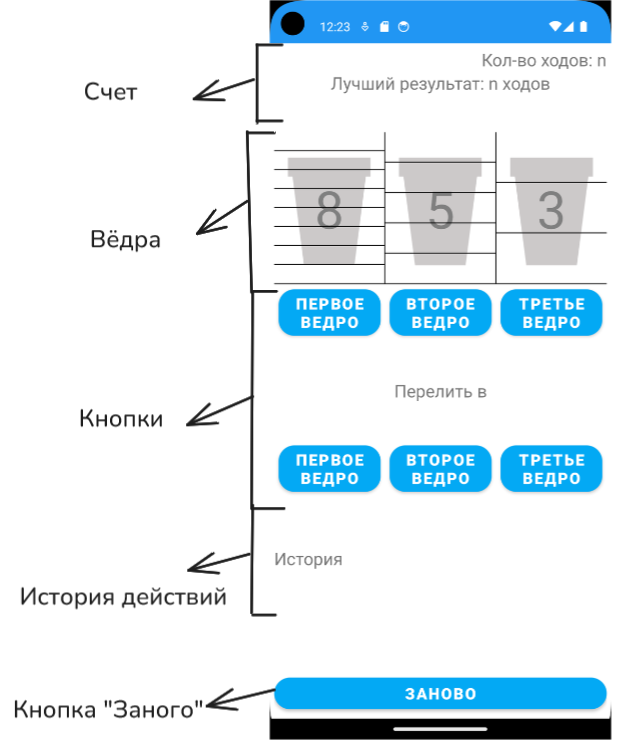 12:23
Кол-во ходов: n
Лучший результат: n ходов
Счет
8
5
3
Вёдра
ПЕРВОЕ
ВЕДРО
ВТОРОЕ
ВЕДРО
ТРЕТЬЕ
ВЕДРО
Перелить в
Кнопки
ПЕРВОЕ
ВЕДРО
ВТОРОЕ
ВЕДРО
ТРЕТЬЕ
ВЕДРО
История
История действий
ЗАНОВО
Кнопка "Заного"